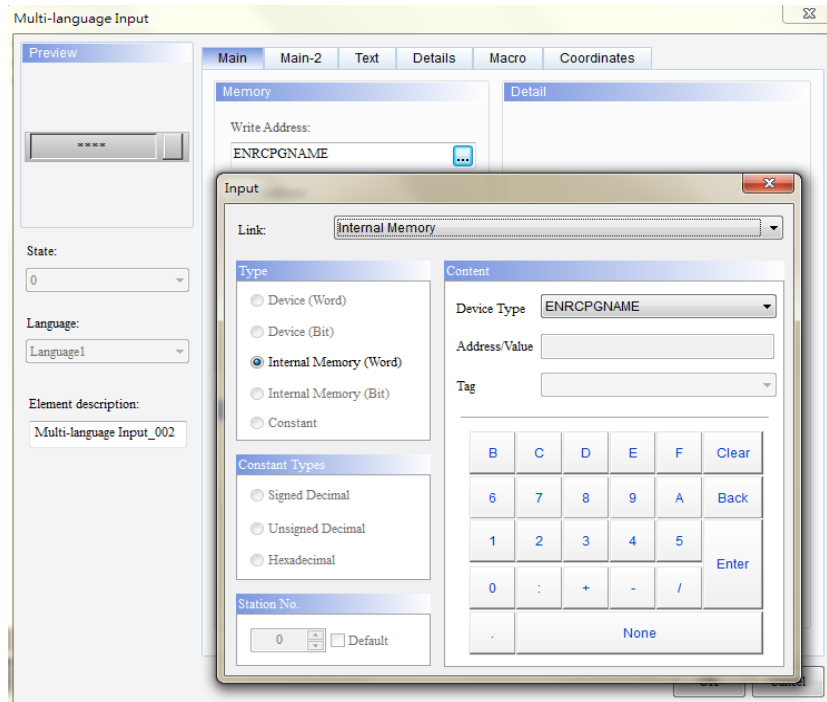 Multi-language Input
Preview
****
State:
0
Language:
Language1
Element description:
Multi-language Input_002
Main Main-2 Text Details Macro Coordinates
Memory
Detail
Write Address:
ENRCPGNAME
...
Input
Link:
Internal Memory
Type
Device (Word)
Device (Bit)
Internal Memory (Word)
Internal Memory (Bit)
Constant
Constant Types
Signed Decimal
Unsigned Decimal
Hexadecimal
Station No.
0 Default
Content
Device Type ENRCPGNAME
Address/Value
Tag
B C D E F Clear
6 7 8 9 A Back
1 2 3 4 5
Enter
0 : + - /
. None